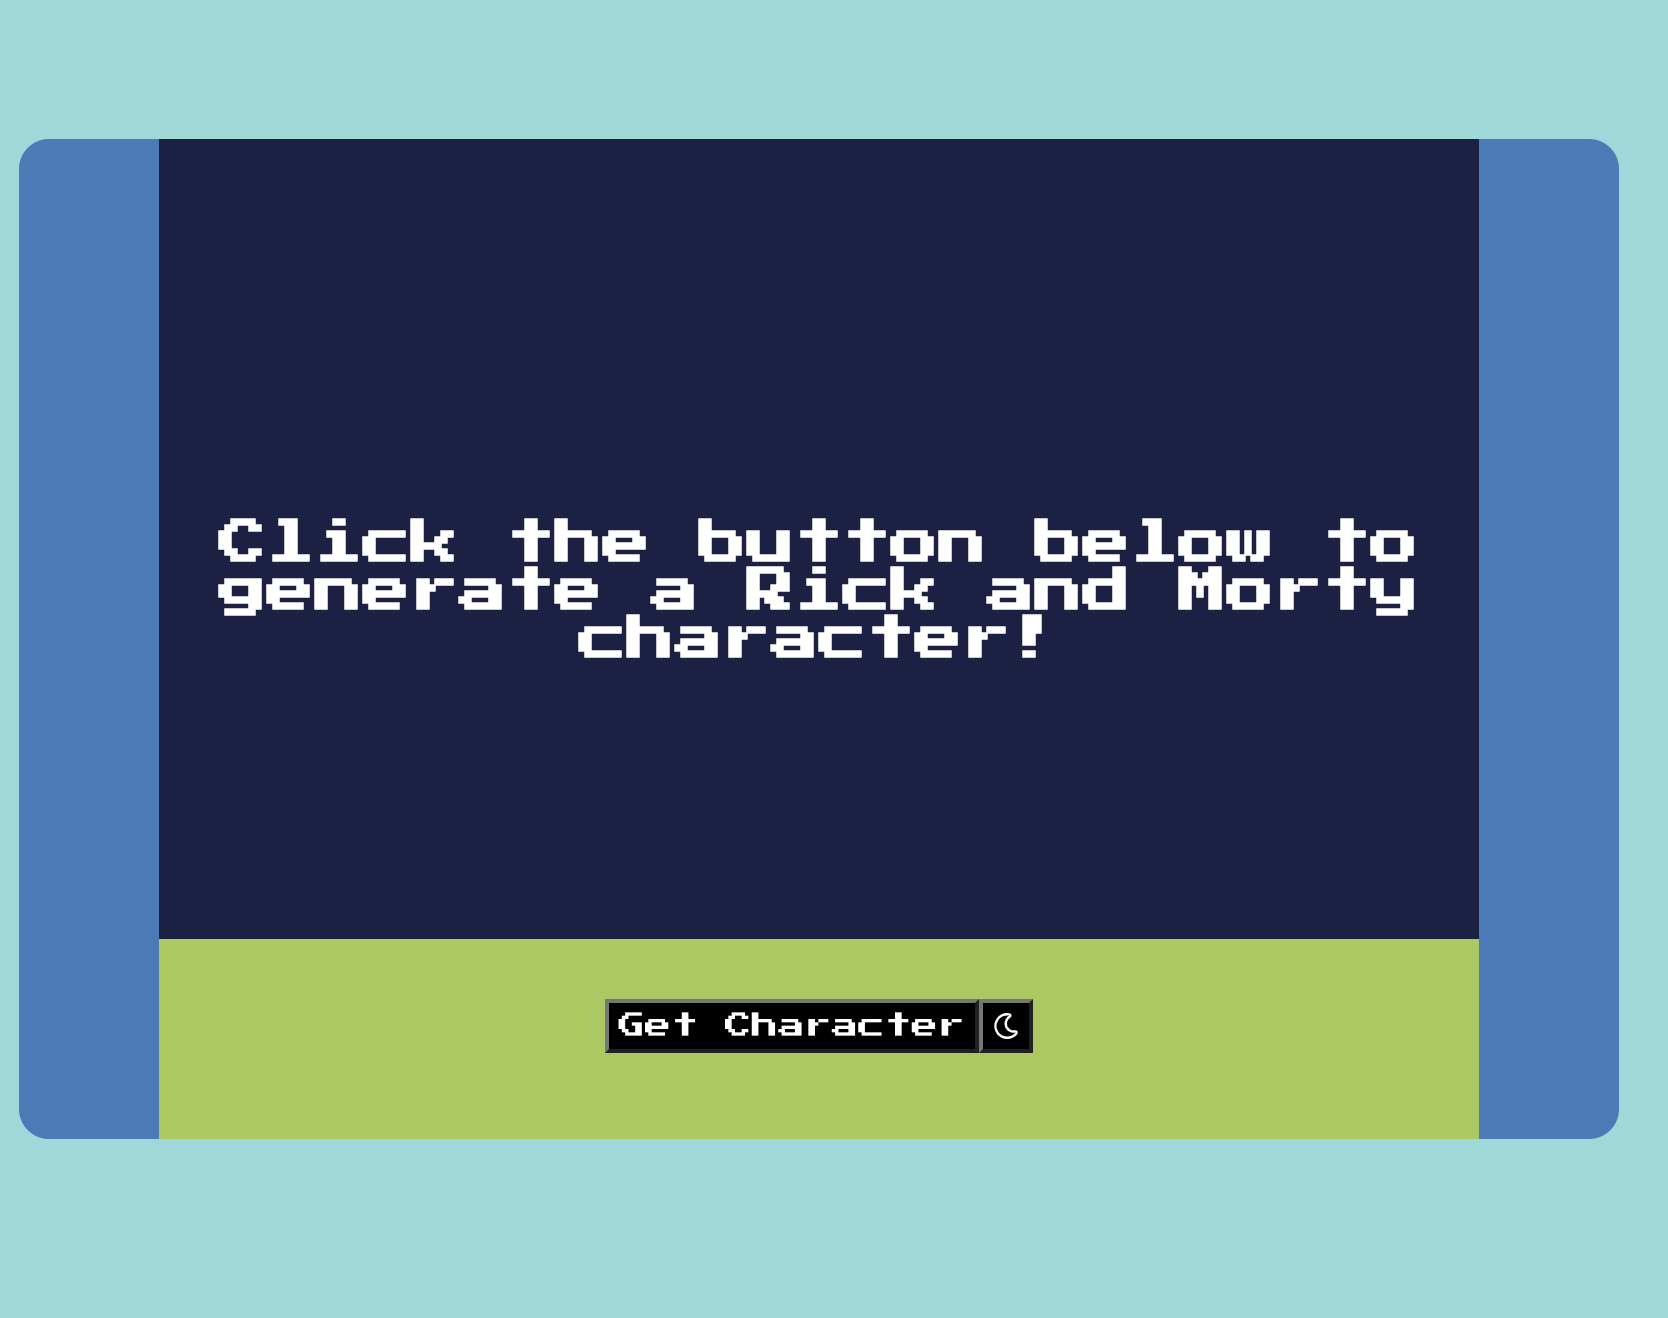 Click the button below to
generate a Rick and Morty
character!
Get Character